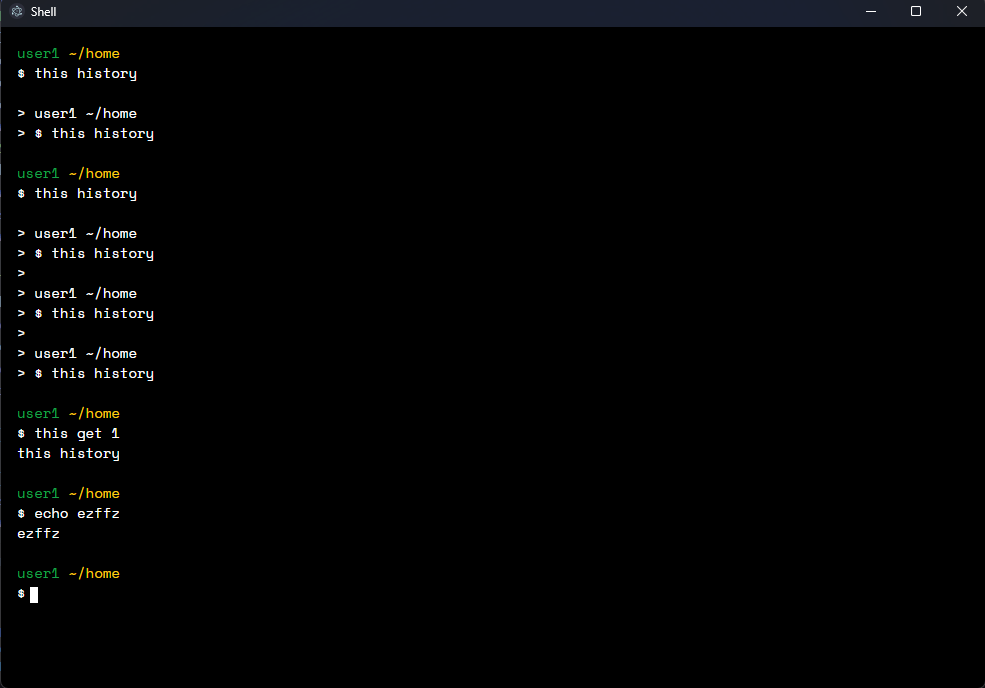 Shell
user1 ~/home
$ this history
> user1 ~/home
> $ this history
user1 ~/home
$ this history
> user1 ~/home
> $ this history
>
> user1 ~/home
> $ this history
>
> user1 ~/home
> $ this history
user1 ~/home
$ this get 1
this history
user1 ~/home
$ echo ezffz
ezffz
user1 ~/home
$